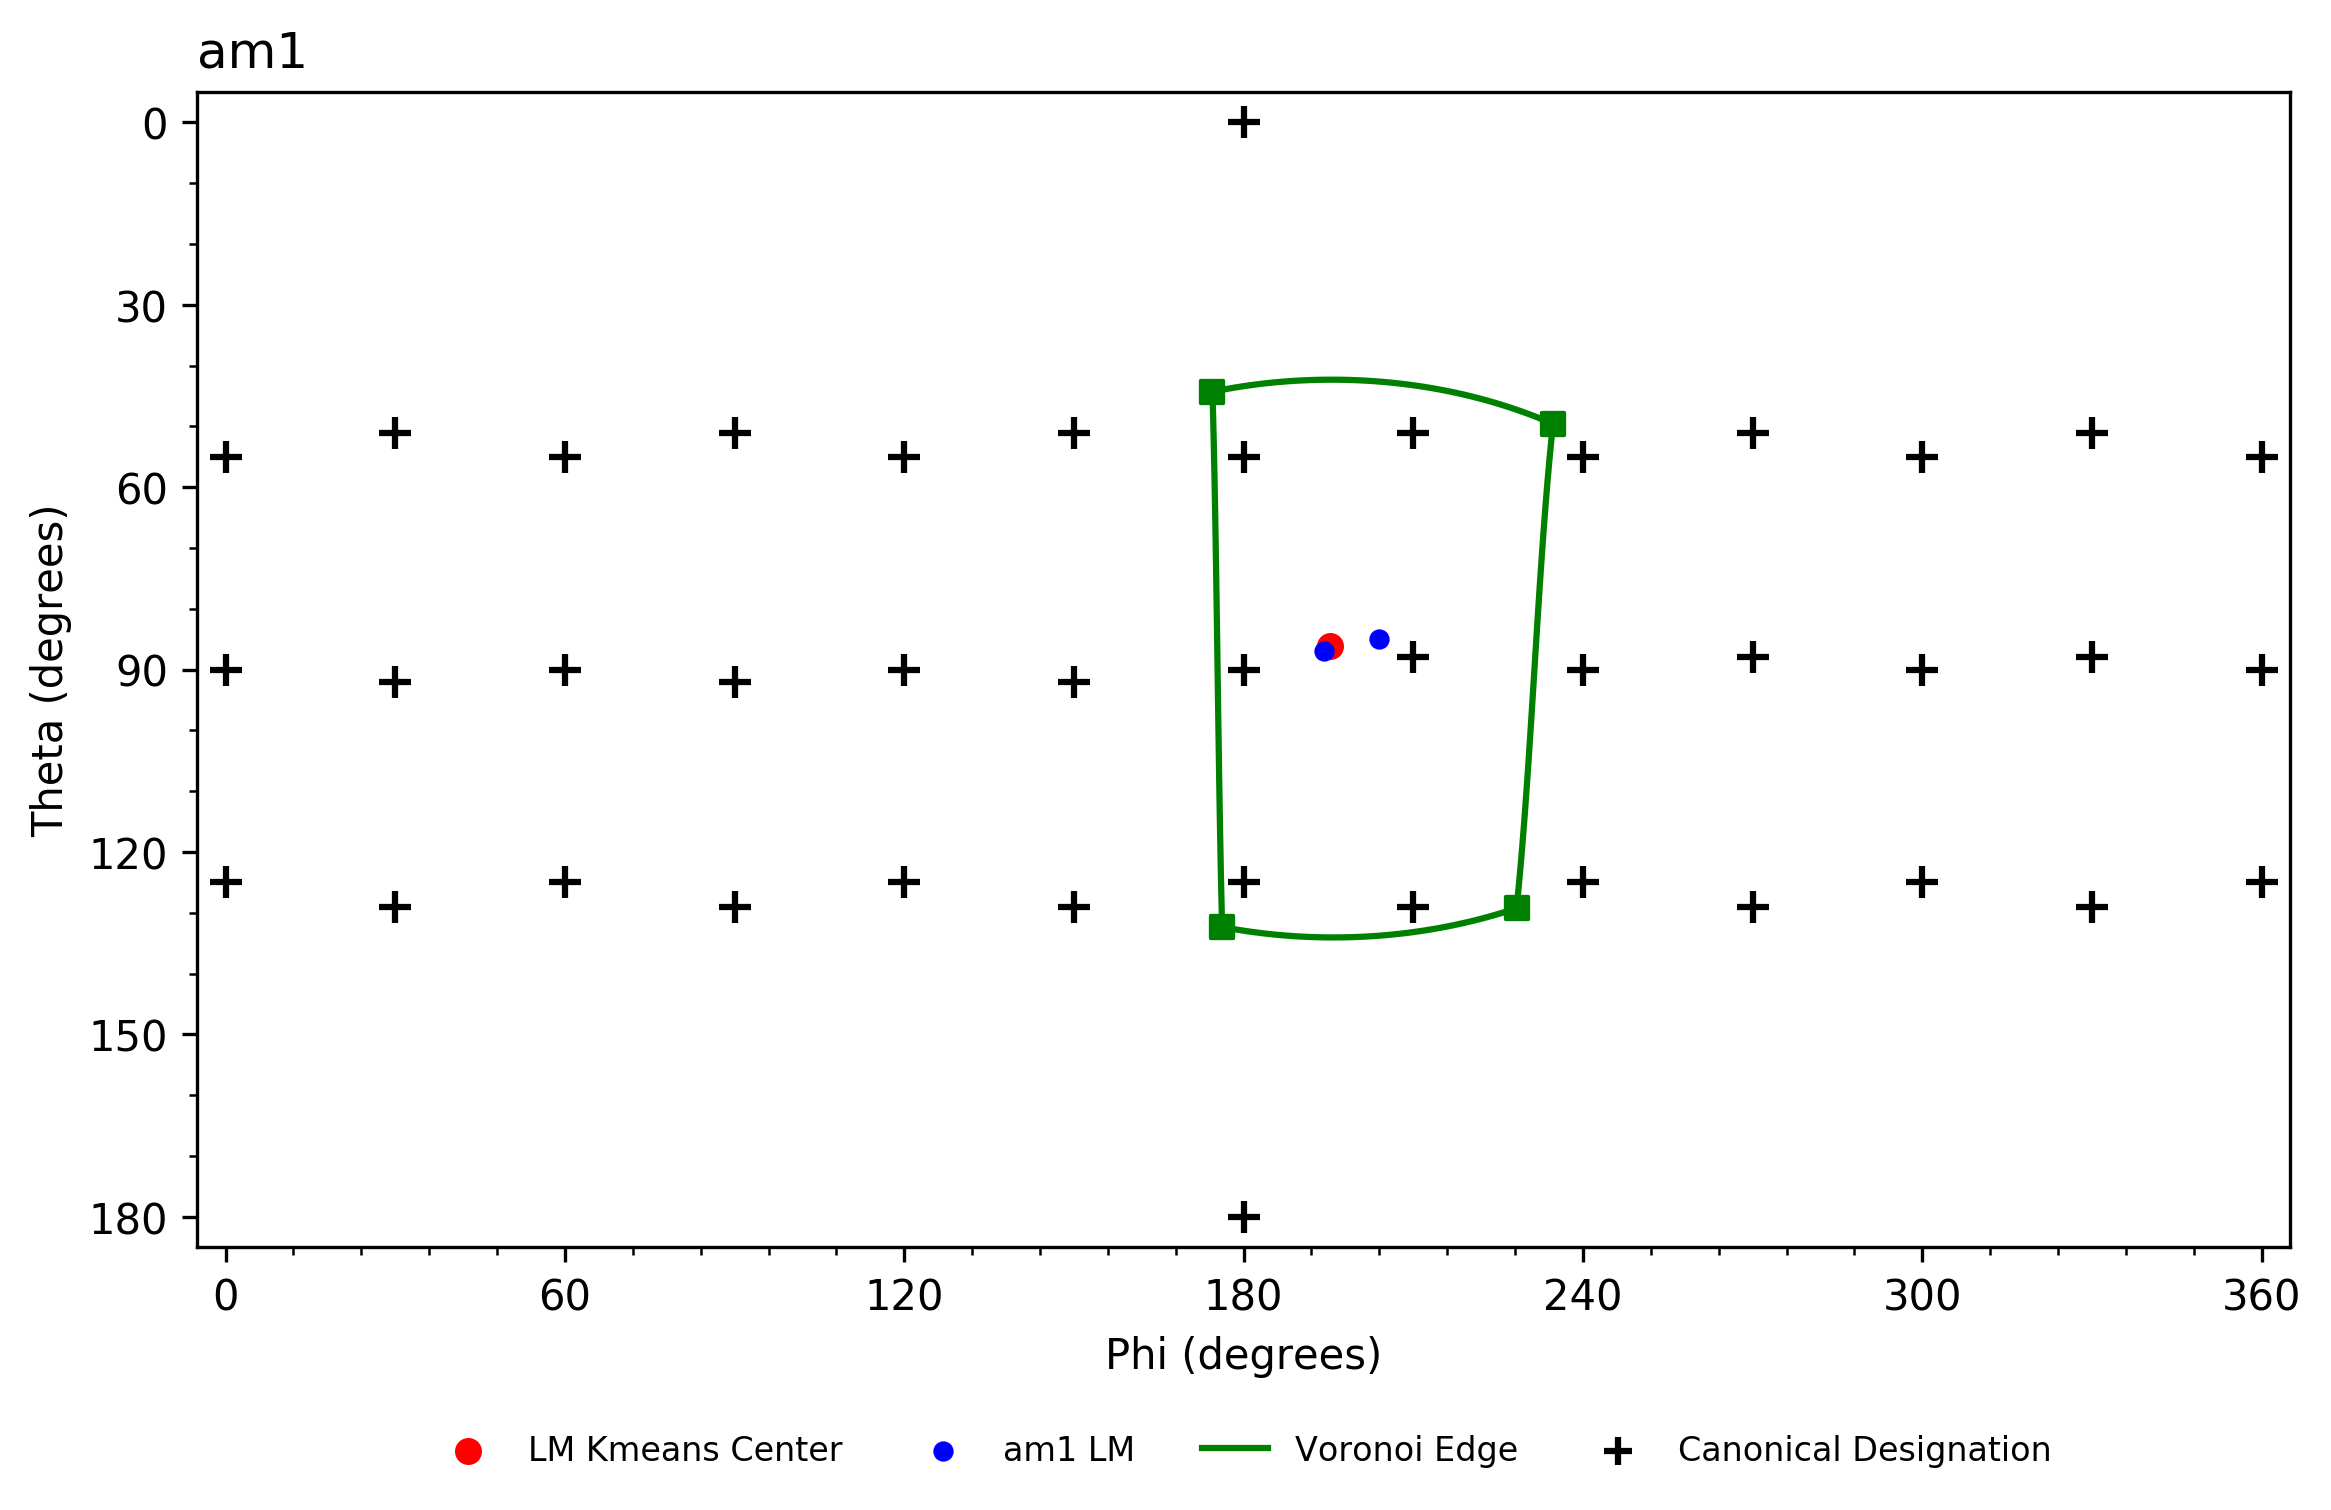 am1
0
30
60
90
120
150
180
Theta (degrees)
0 60 120 180 240 300 360
Phi (degrees)
LM Kmeans Center am1 LM Voronoi Edge Canonical Designation